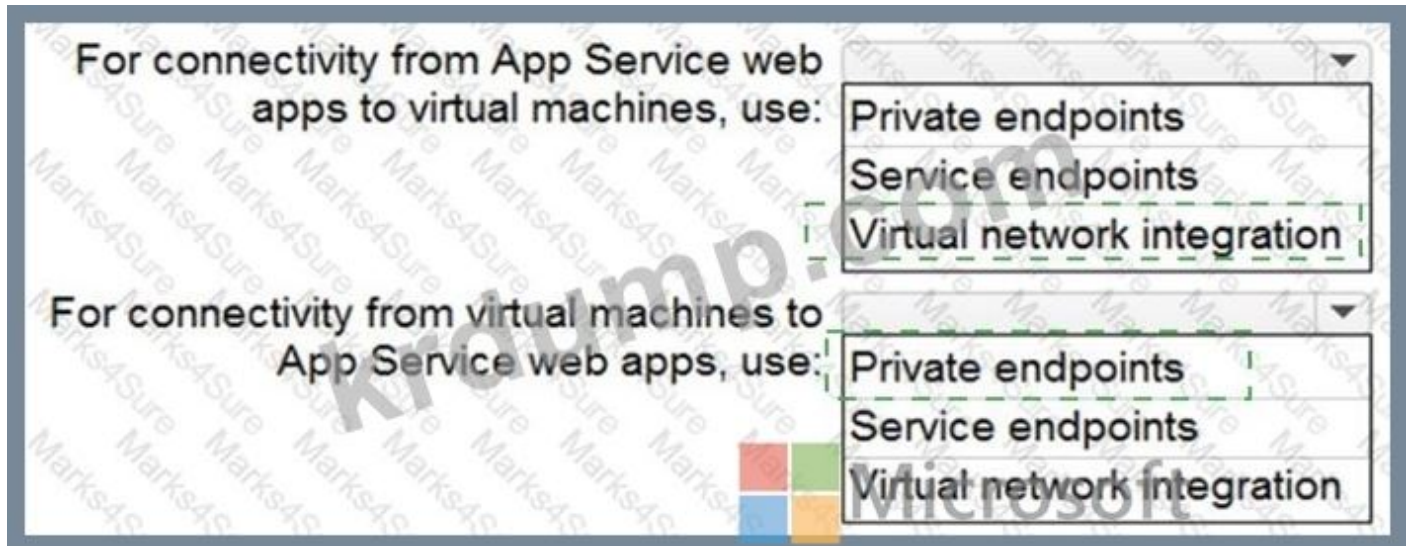 For connectivity from App Service web
apps to virtual machines, use:
Private endpoints
Service endpoints
Virtual network integration
For connectivity from virtual machines to
App Service web apps, use:
Private endpoints
Service endpoints
Virtual network integration
krdump.com
Microsoft
Marks4Sure